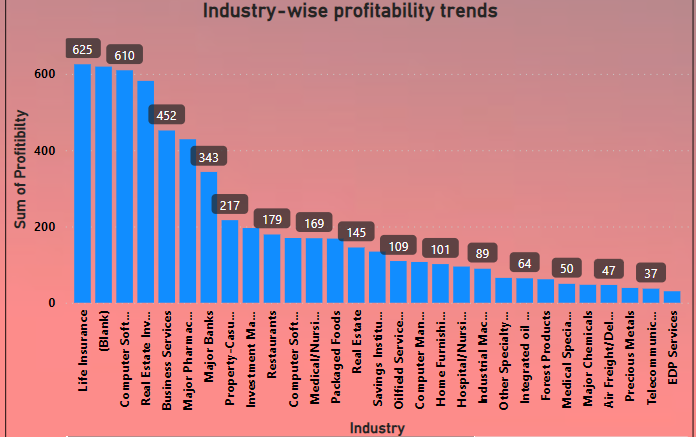 Industry-wise profitability trends
Sum of Profitibilty
600
400
200
0
625
610
452
343
217
179
169
145
109
101
89
64
50
47
37
Life Insurance
(Blank)
Computer Soft...
Real Estate Inv...
Business Services
Major Pharmac...
Major Banks
Property-Casu...
Investment Ma...
Restaurants
Computer Soft...
Medical/Nursi...
Packaged Foods
Real Estate
Savings Institu...
Oilfield Service...
Computer Man...
Home Furnishi...
Hospital/Nursi...
Industrial Mac...
Other Specialty...
Integrated oil ...
Forest Products
Medical Specia...
Major Chemicals
Air Freight/Del...
Precious Metals
Telecommunic...
EDP Services
Industry